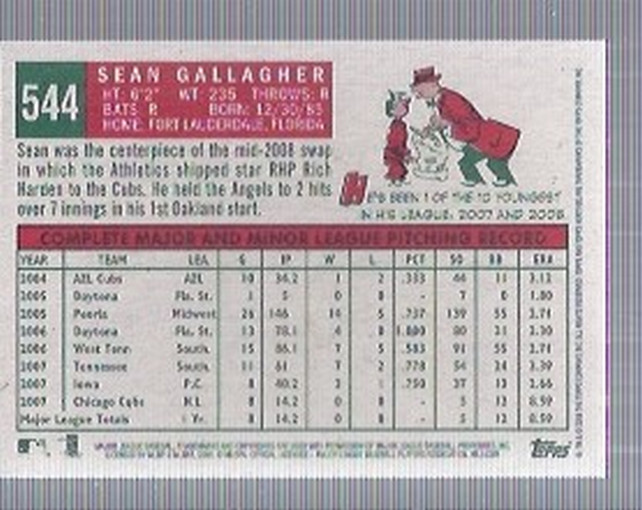 544
SEAN GALLAGHER
HT: 6'2" WT: 235 THROWS: R
BATS: R BORN: 12/30/85
HOME: FORT LAUDERDALE, FLORIDA
Sean was the centerpiece of the mid-2008 swap
in which the Athletics shipped star RHP Rich
Harden to the Cubs. He held the Angels to 2 hits
over 7 innings in his 1st Oakland start.
HE'S BEEN 1 OF THE 10 YOUNGEST
IN HIS LEAGUE: 2007 AND 2008
COMPLETE MAJOR AND MINOR LEAGUE PITCHING RECORD
YEAR TEAM LEA. G IP W L PCT SO BB ERA
2004 AZL Cubs AZL 10 34.2 1 2 .333 44 11 3.12
2005 Daytona Fla. St. 1 5 0 0 - 7 0 1.80
2005 Peoria Midwest 26 146 14 5 .737 139 55 2.71
2006 Daytona Fla. St. 13 78.1 4 0 1.000 80 21 2.30
2006 West Tenn South. 15 86.1 7 5 .583 91 55 2.71
2007 Tennessee South. 11 61 7 2 .778 54 24 3.39
2007 Iowa P.C. 8 40.2 3 1 .750 37 13 2.66
2007 Chicago Cubs N.L. 8 14.2 0 0 - 5 12 8.59
Major League Totals 1 Yr. 8 14.2 0 0 - 5 12 8.59
Topps